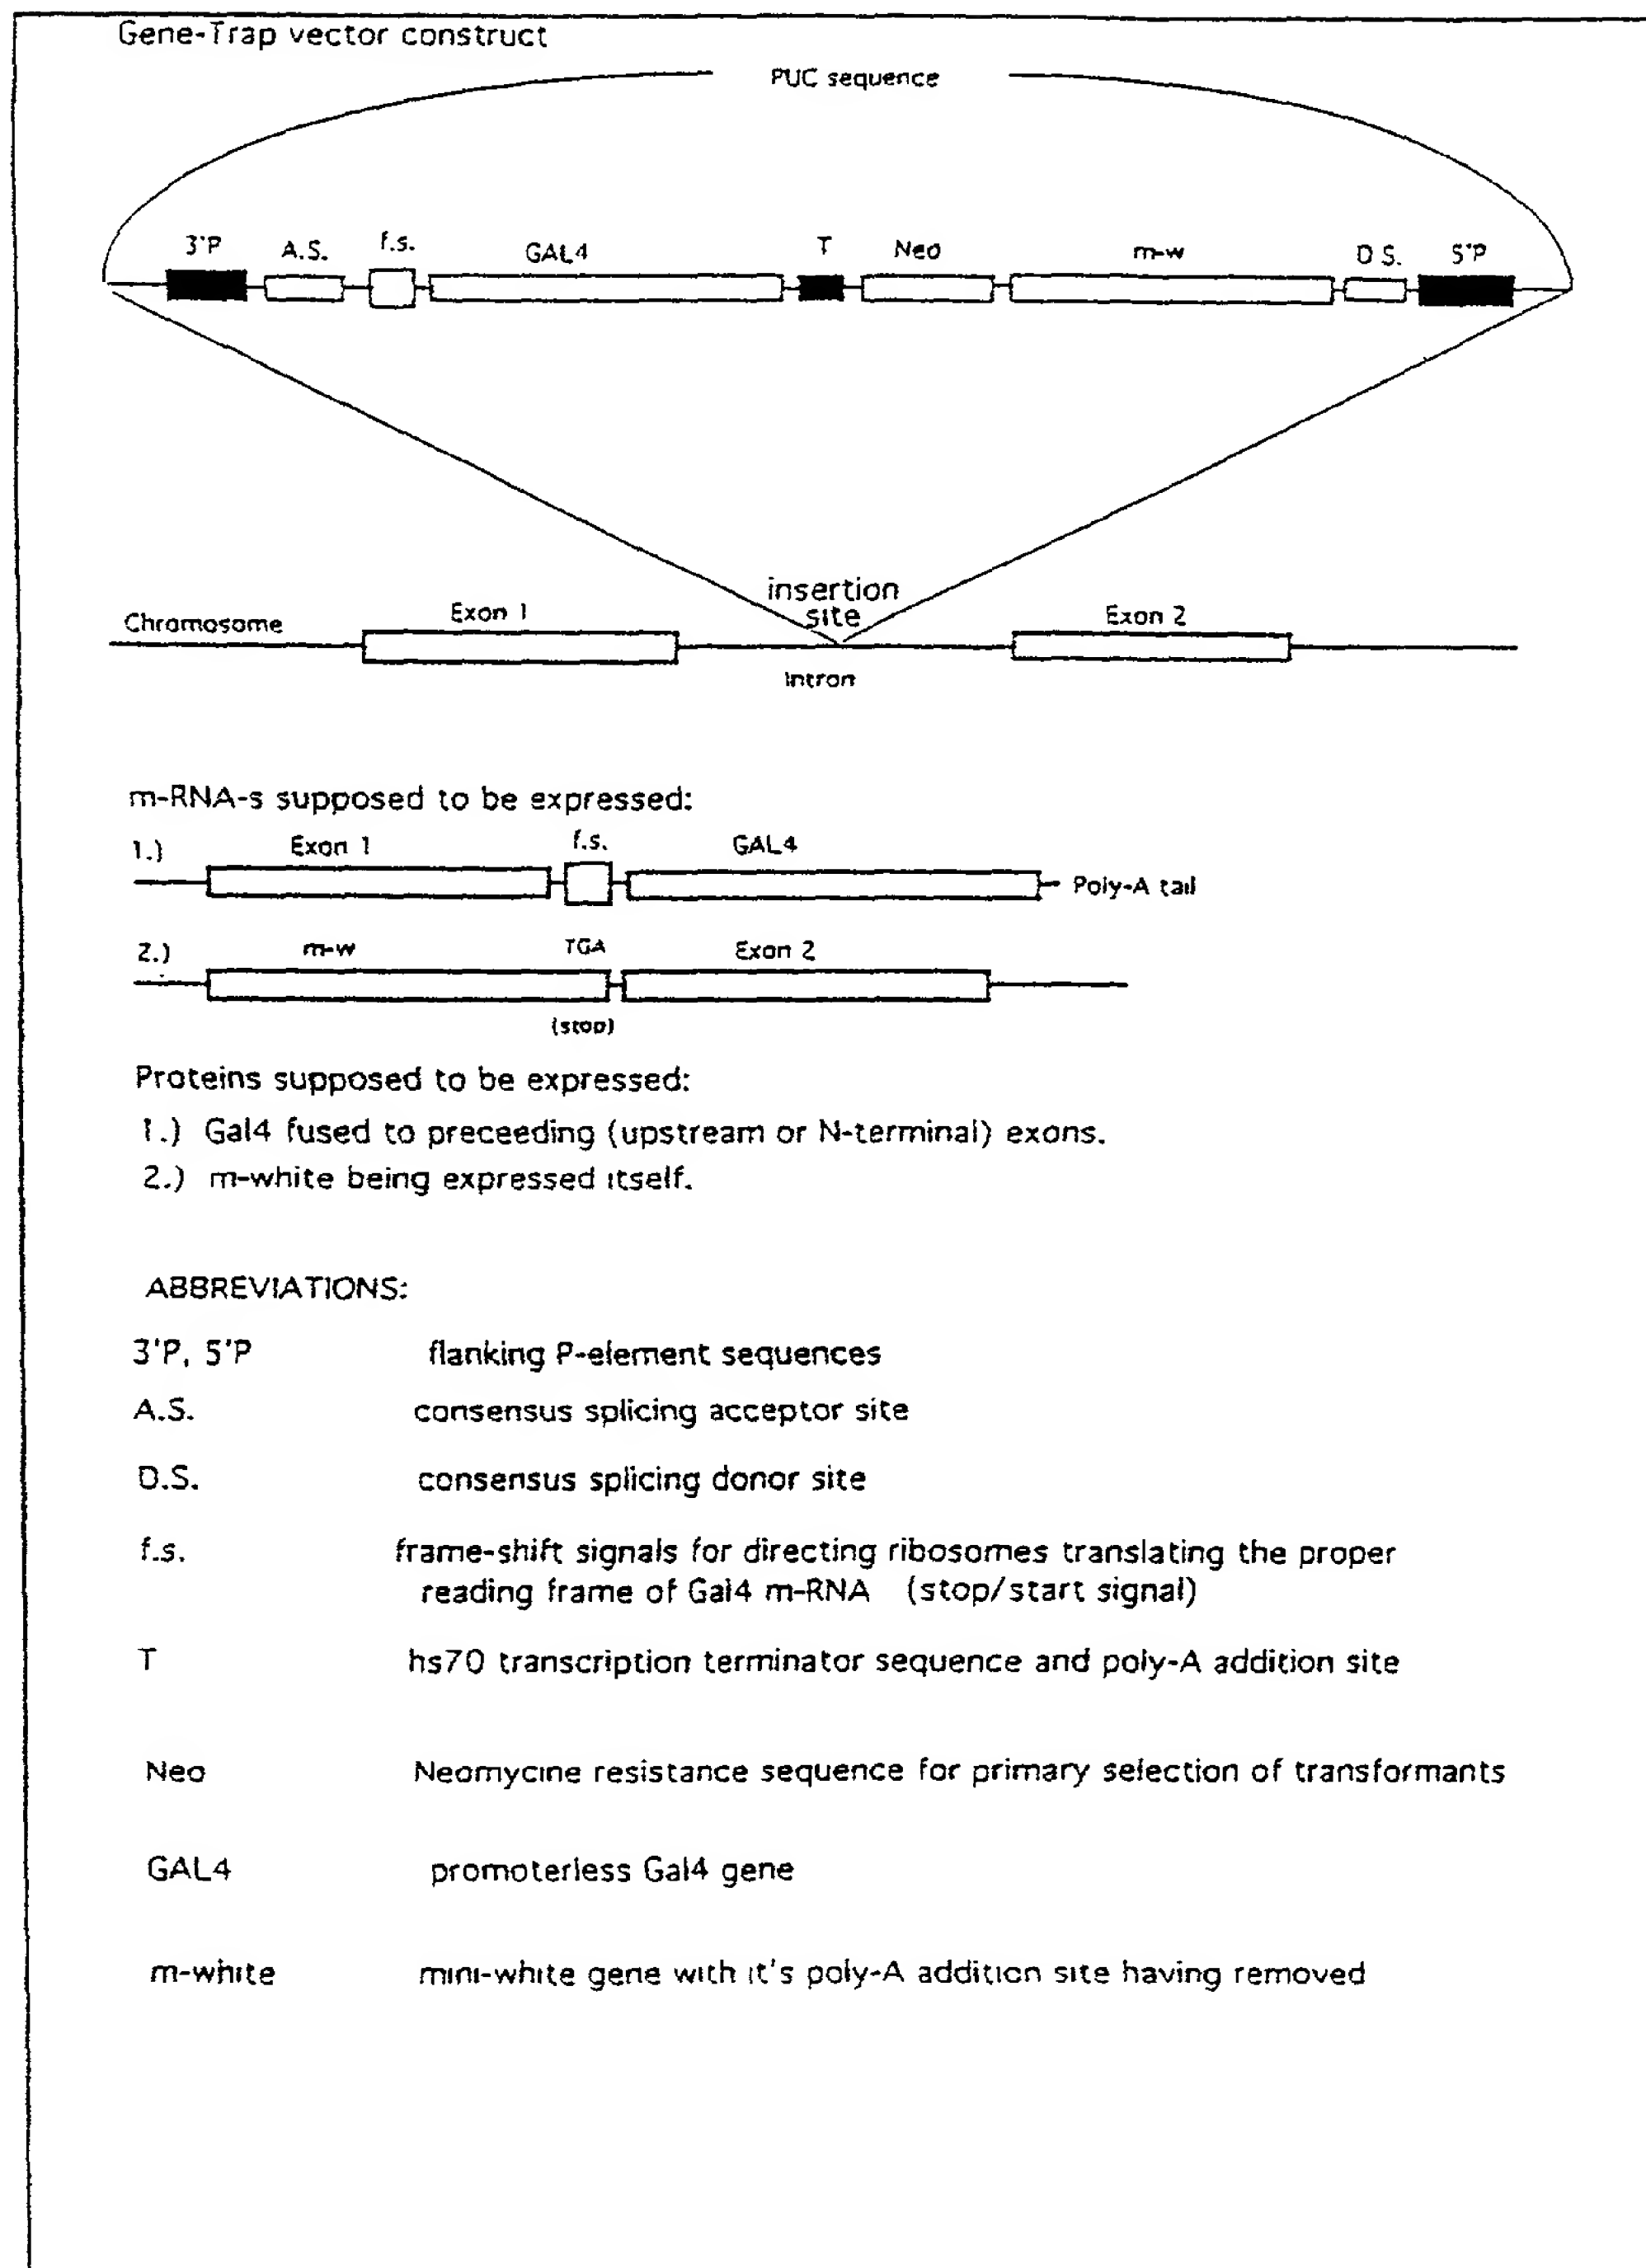 Gene-Trap vector construct
PUC sequence
3'P A.S. f.s. GAL4 T Neo m-w D S. 5'P
insertion
site
Chromosome Exon 1 Exon 2
Intron
m-RNA-s supposed to be expressed:
1.) Exon 1 f.s. GAL4
Poly-A tail
2.) m-w TGA Exon 2
(stop)
Proteins supposed to be expressed:
1.) Gal4 fused to preceeding (upstream or N-terminal) exons.
2.) m-white being expressed itself.
ABBREVIATIONS:
3'P, 5'P flanking P-element sequences
A.S. consensus splicing acceptor site
D.S. consensus splicing donor site
f.s. frame-shift signals for directing ribosomes translating the proper
reading frame of Gal4 m-RNA (stop/start signal)
T hs70 transcription terminator sequence and poly-A addition site
Neo Neomycine resistance sequence for primary selection of transformants
GAL4 promoterless Gal4 gene
m-white mini-white gene with it's poly-A addition site having removed